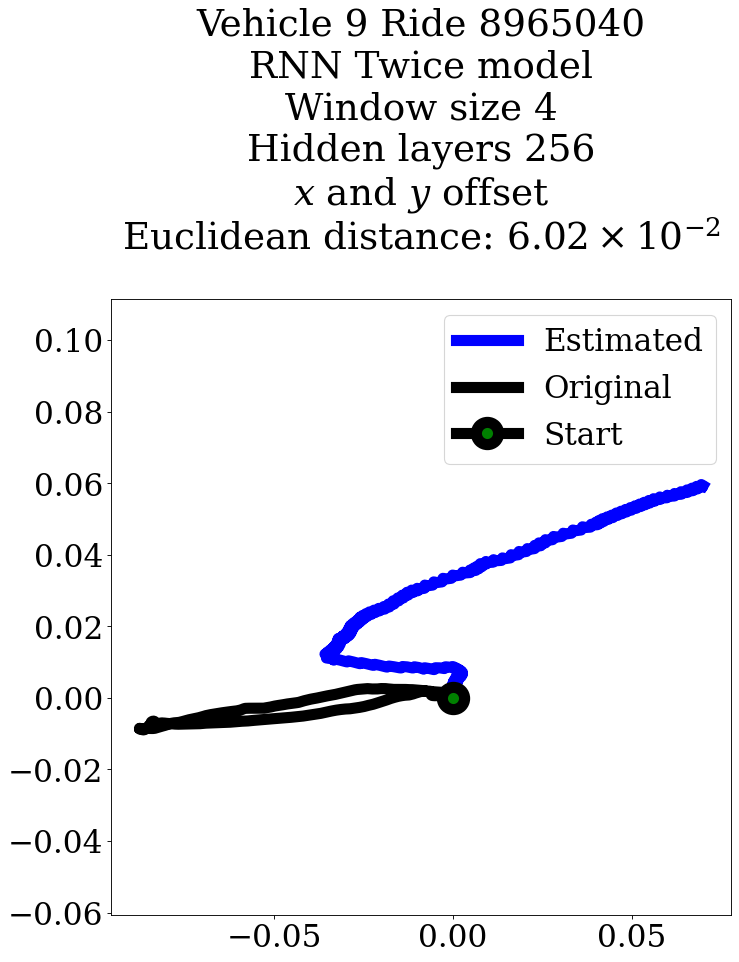 Vehicle 9 Ride 8965040
RNN Twice model
Window size 4
Hidden layers 256
x and y offset
Euclidean distance: 6.02 × 10⁻²
Estimated
Original
Start
0.10
0.08
0.06
0.04
0.02
0.00
−0.02
−0.04
−0.06
−0.05 0.00 0.05